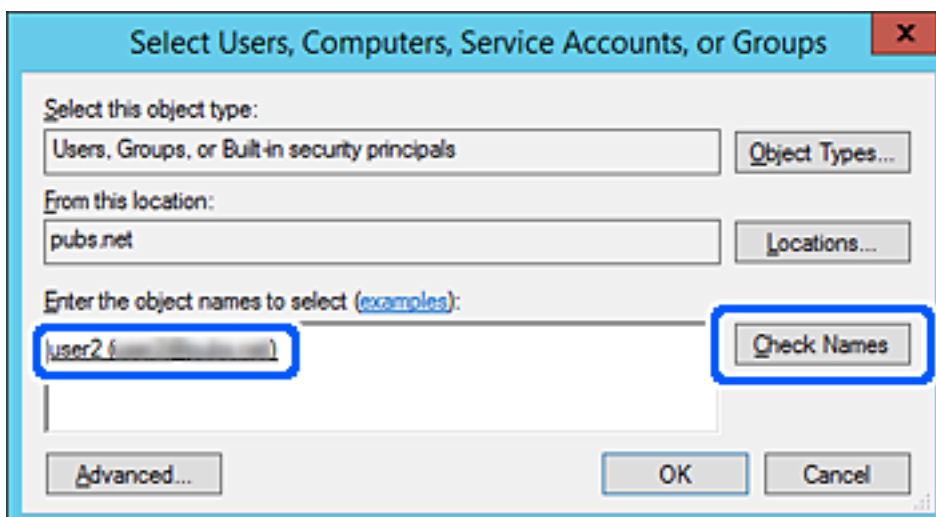 Select Users, Computers, Service Accounts, or Groups
x
Select this object type:
Users, Groups, or Built-in security principals
Object Types...
From this location:
pubs.net
Locations...
Enter the object names to select (examples):
user2 ( )
Check Names
Advanced...
OK
Cancel